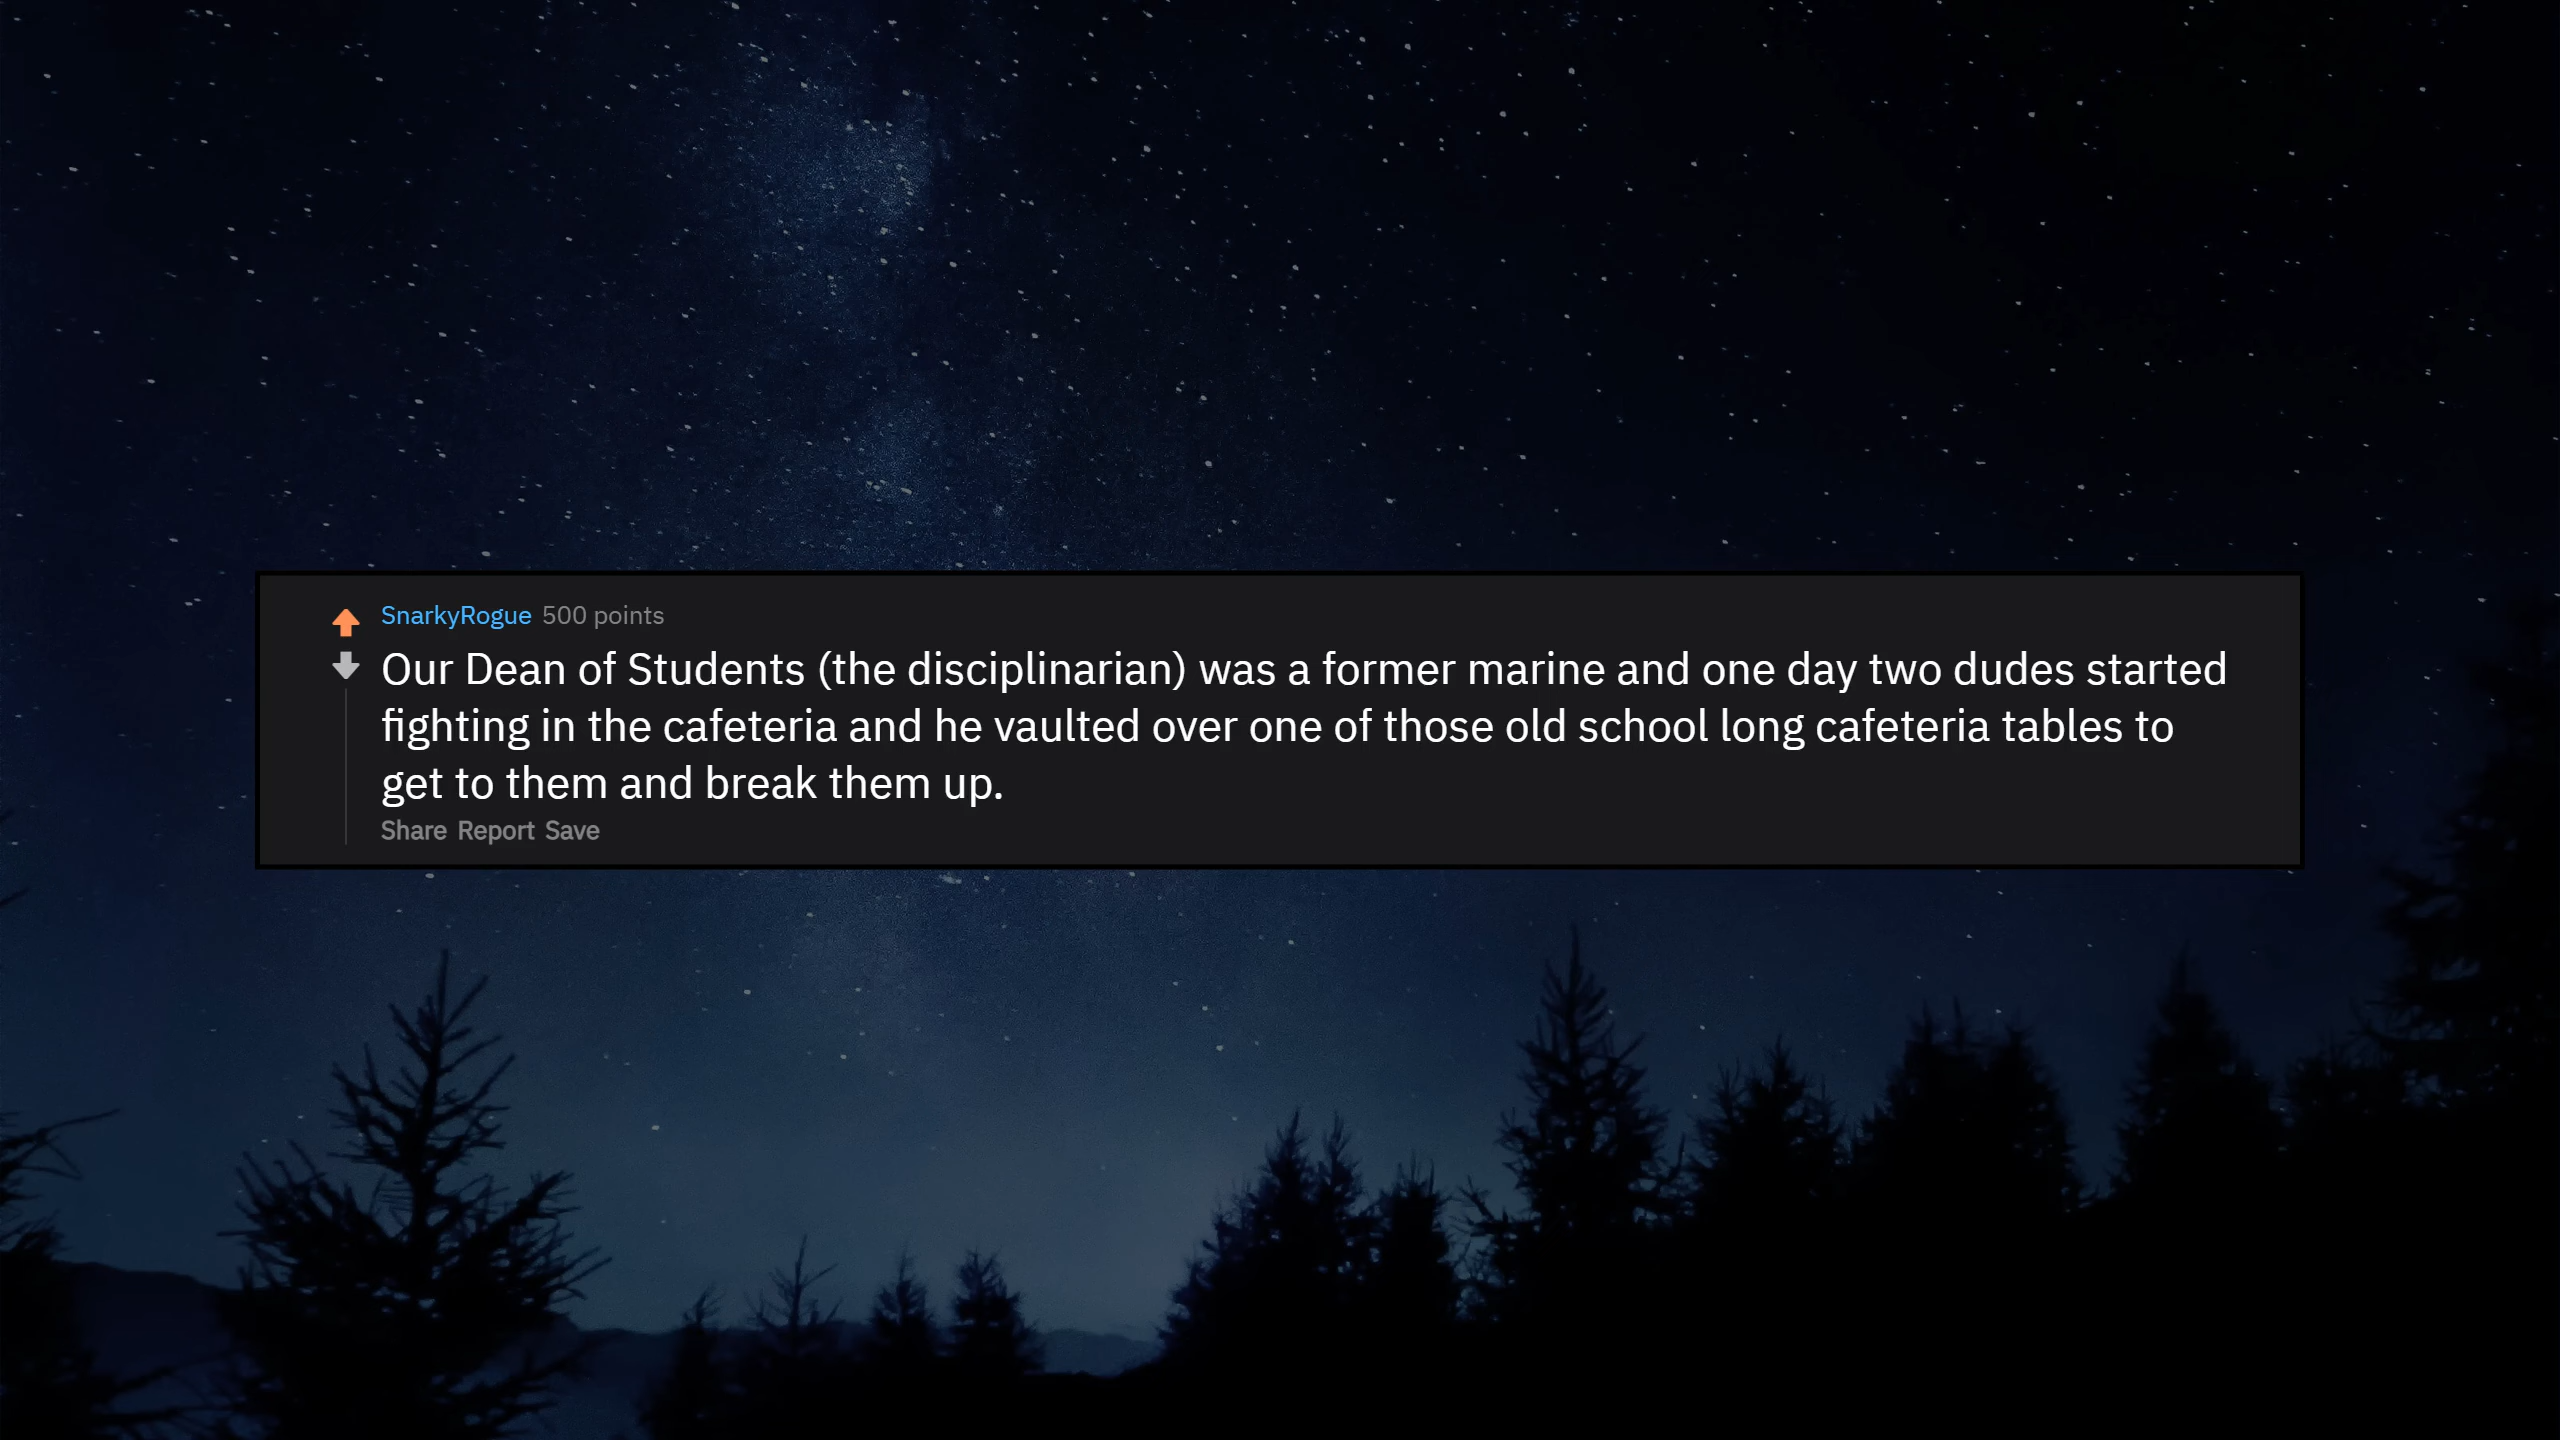 SnarkyRogue 500 points
Our Dean of Students (the disciplinarian) was a former marine and one day two dudes started
fighting in the cafeteria and he vaulted over one of those old school long cafeteria tables to
get to them and break them up.
Share Report Save